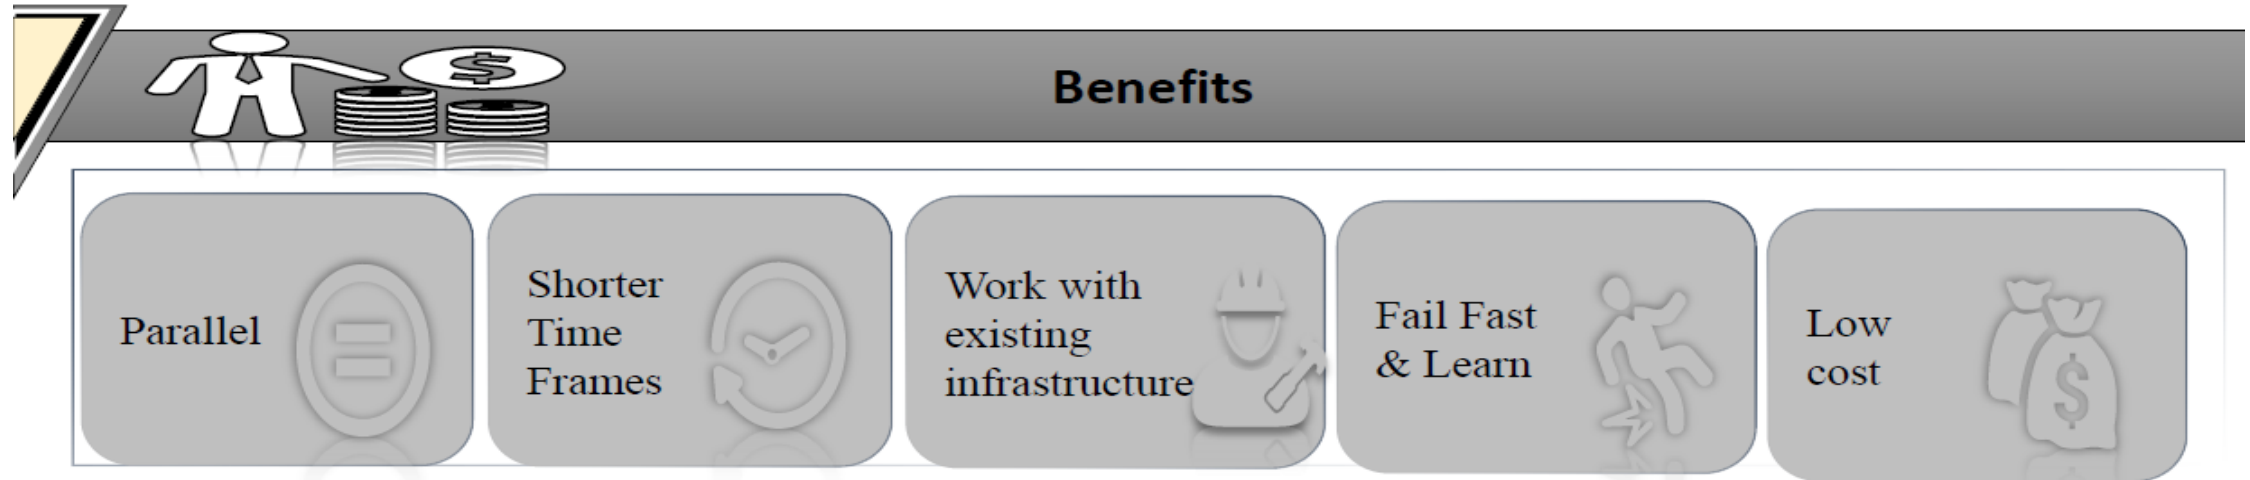 $
Benefits
Parallel
Shorter
Time
Frames
Work with
existing
infrastructure
Fail Fast
& Learn
Low
cost
$